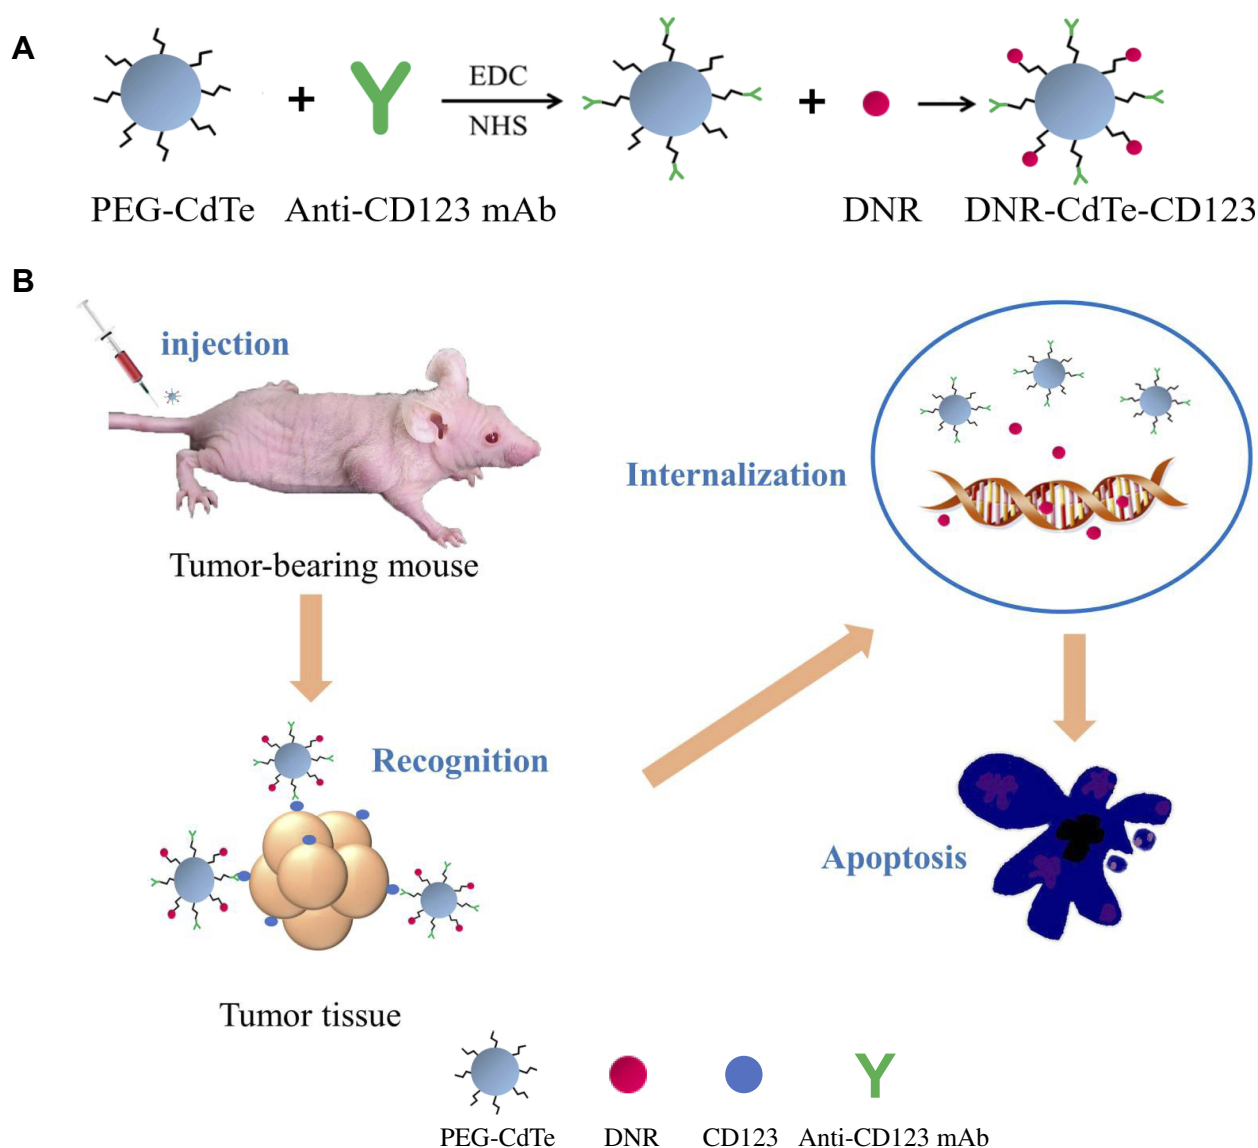 A
EDC
NHS
PEG-CdTe
Anti-CD123 mAb
DNR
DNR-CdTe-CD123
B
injection
Internalization
Tumor-bearing mouse
Recognition
Apoptosis
Tumor tissue
PEG-CdTe
DNR
CD123
Anti-CD123 mAb